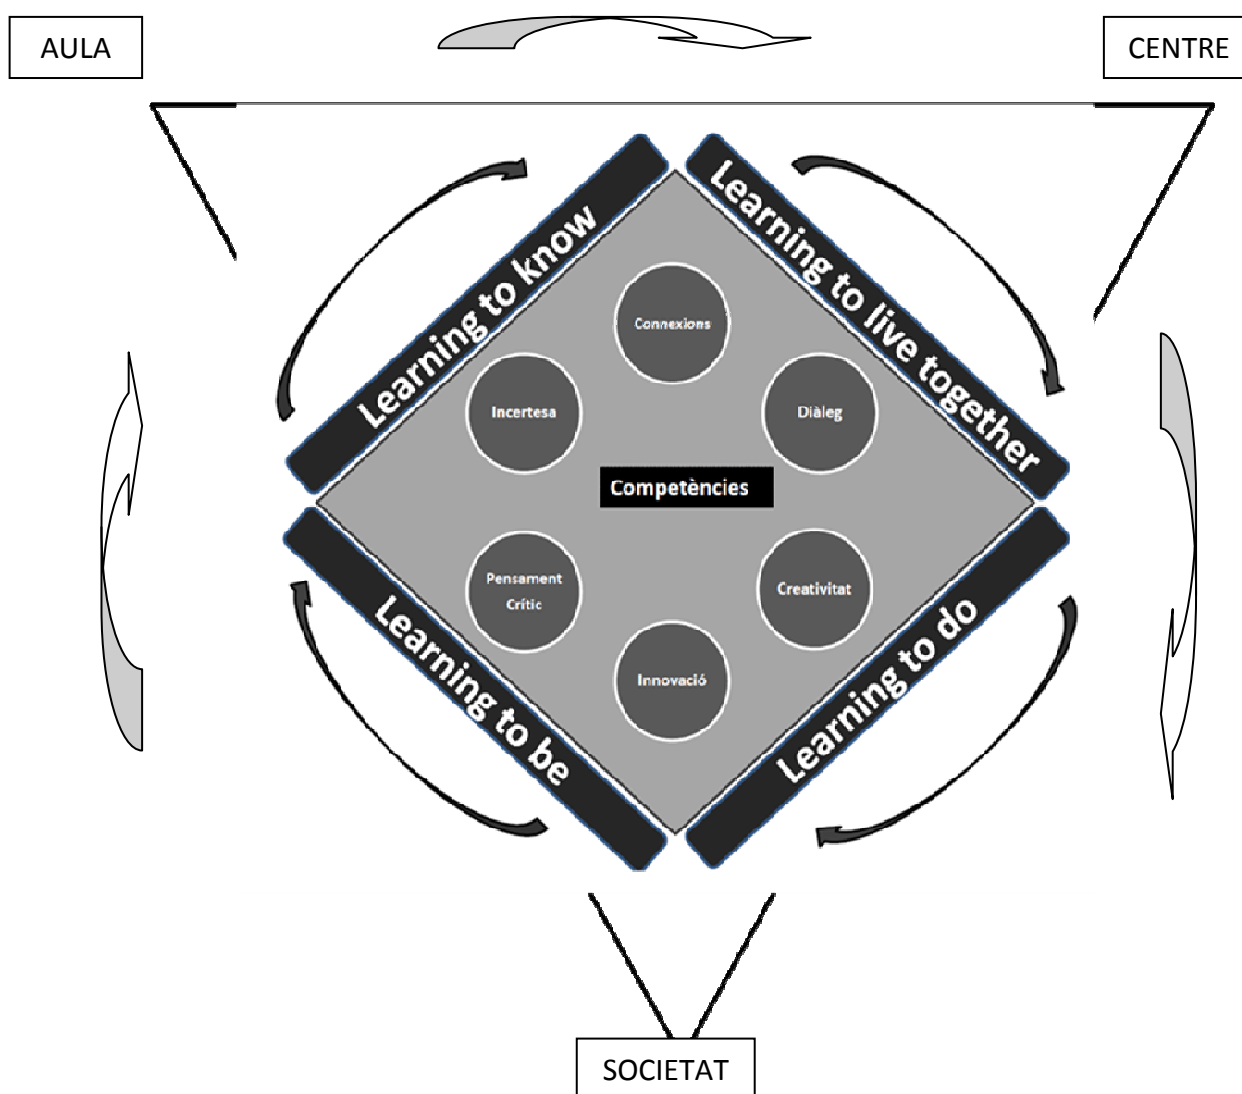 AULA
CENTRE
Learning to know
Learning to live together
Connexions
Incertesa
Diàleg
Competències
Pensament
Crític
Creativitat
Innovació
Learning to be
Learning to do
SOCIETAT